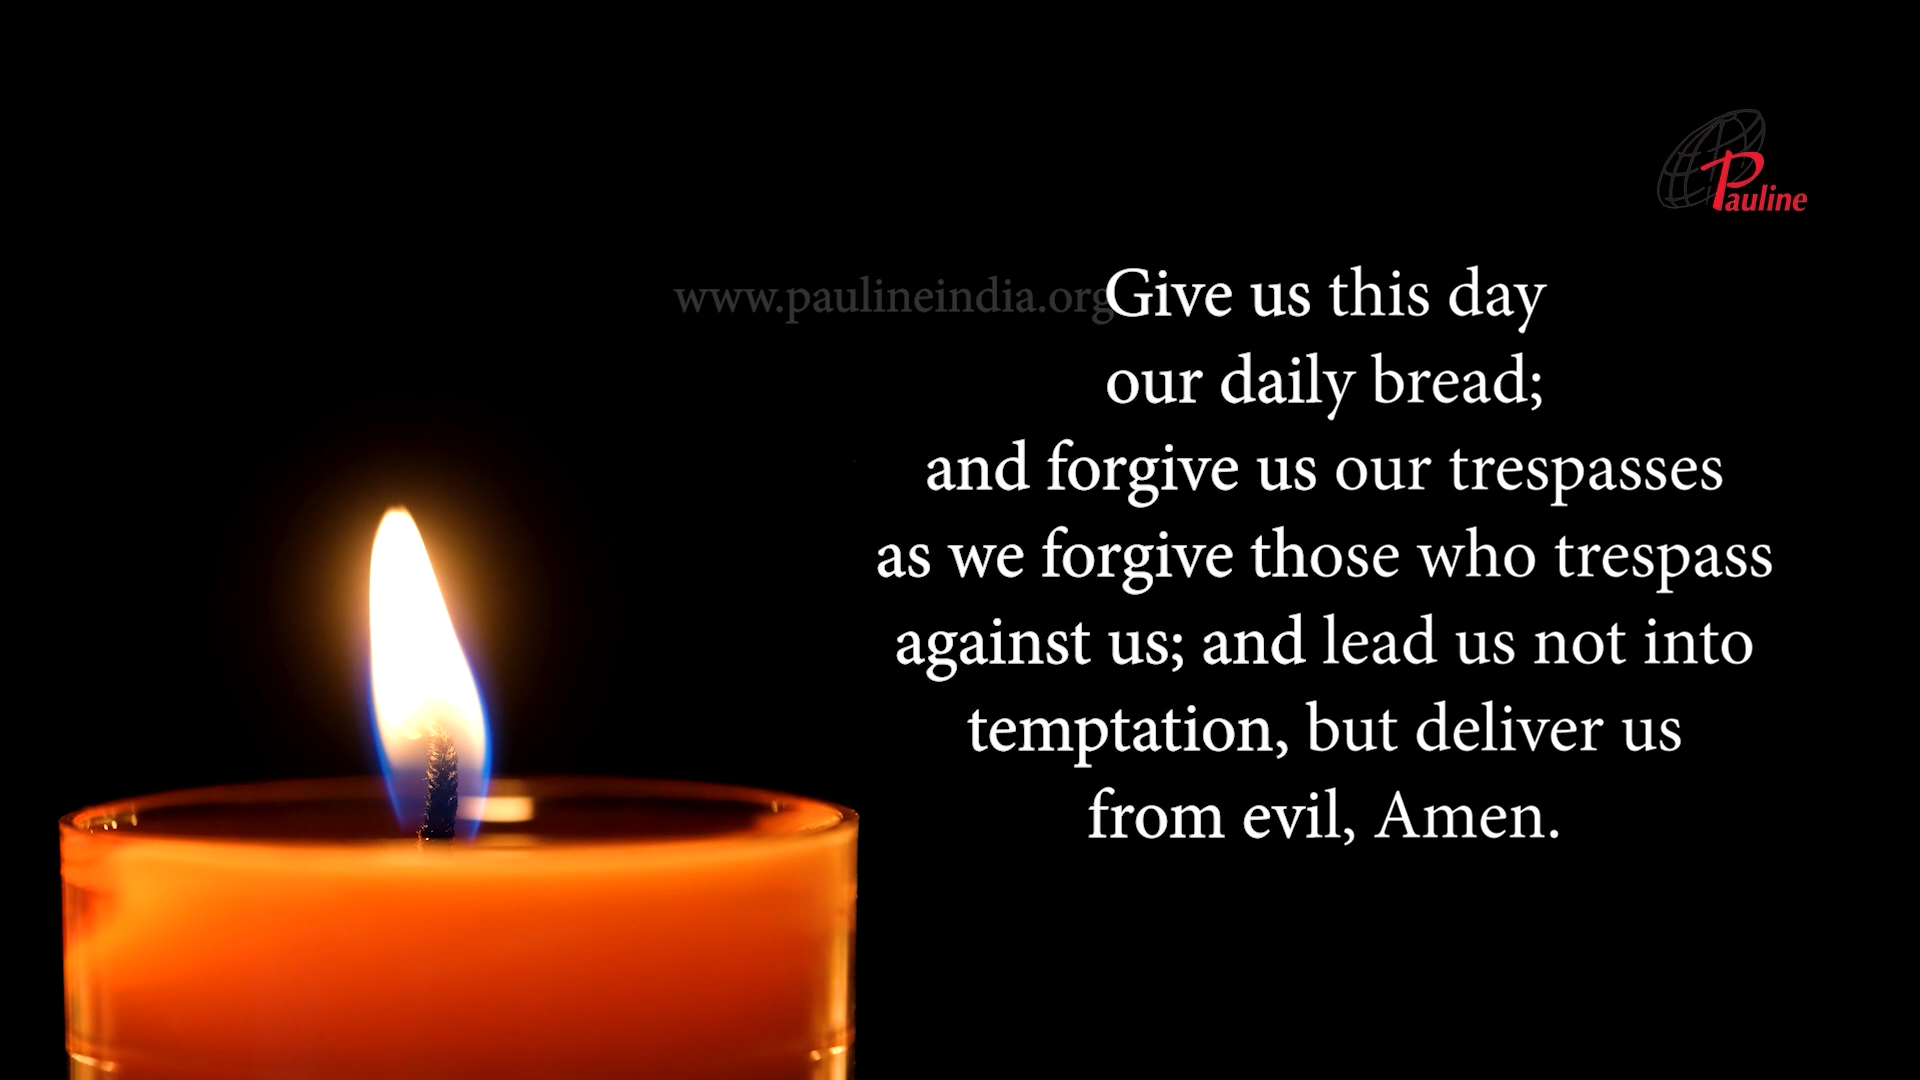 Pauline
www.paulineindia.org
Give us this day
our daily bread;
and forgive us our trespasses
as we forgive those who trespass
against us; and lead us not into
temptation, but deliver us
from evil, Amen.